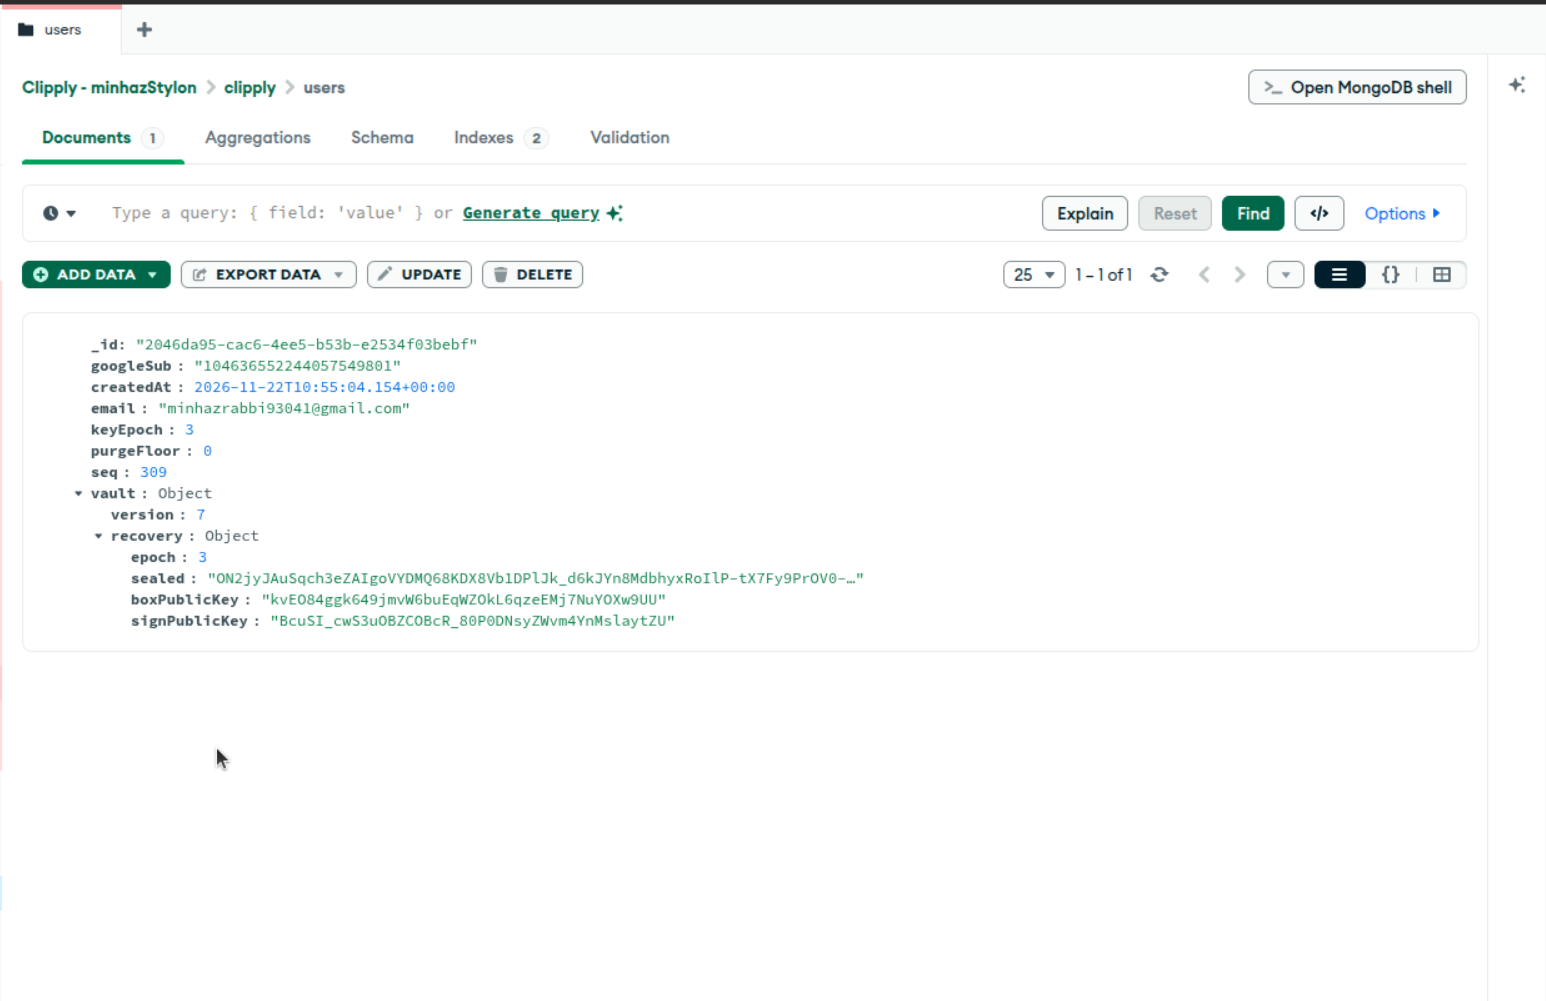 users
Clipply - minhazStylon > clipply > users
>_ Open MongoDB shell
Documents 1 Aggregations Schema Indexes 2 Validation
Type a query: { field: 'value' } or Generate query
Explain Reset Find </> Options
ADD DATA EXPORT DATA UPDATE DELETE
25 1 – 1 of 1 {}
_id: "2046da95-cac6-4ee5-b53b-e2534f03bebf"
googleSub : "104636552244057549801"
createdAt : 2026-11-22T10:55:04.154+00:00
email : "minhazrabbi93041@gmail.com"
keyEpoch : 3
purgeFloor : 0
seq : 309
vault : Object
version : 7
recovery : Object
epoch : 3
sealed : "ON2jyJAuSqch3eZAIgoVYDMQ68KDX8Vb1DPlJk_d6kJYn8MdbhyxRoIlP-tX7Fy9PrOV0-…"
boxPublicKey : "kvEO84ggk649jmvW6buEqWZOkL6qzeEMj7NuYOXw9UU"
signPublicKey : "BcuSI_cwS3uOBZCOBcR_80P0DNsyZWvm4YnMslaytZU"